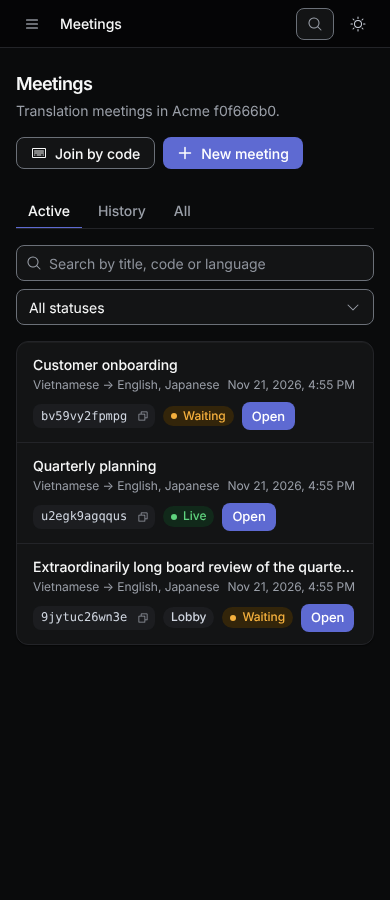 Meetings
Meetings
Translation meetings in Acme f0f666b0.
Join by code
New meeting
Active History All
Search by title, code or language
All statuses
Customer onboarding
Vietnamese → English, Japanese Nov 21, 2026, 4:55 PM
bv59vy2fpmpg Waiting Open
Quarterly planning
Vietnamese → English, Japanese Nov 21, 2026, 4:55 PM
u2egk9agqqus Live Open
Extraordinarily long board review of the quarte...
Vietnamese → English, Japanese Nov 21, 2026, 4:55 PM
9jytuc26wn3e Lobby Waiting Open